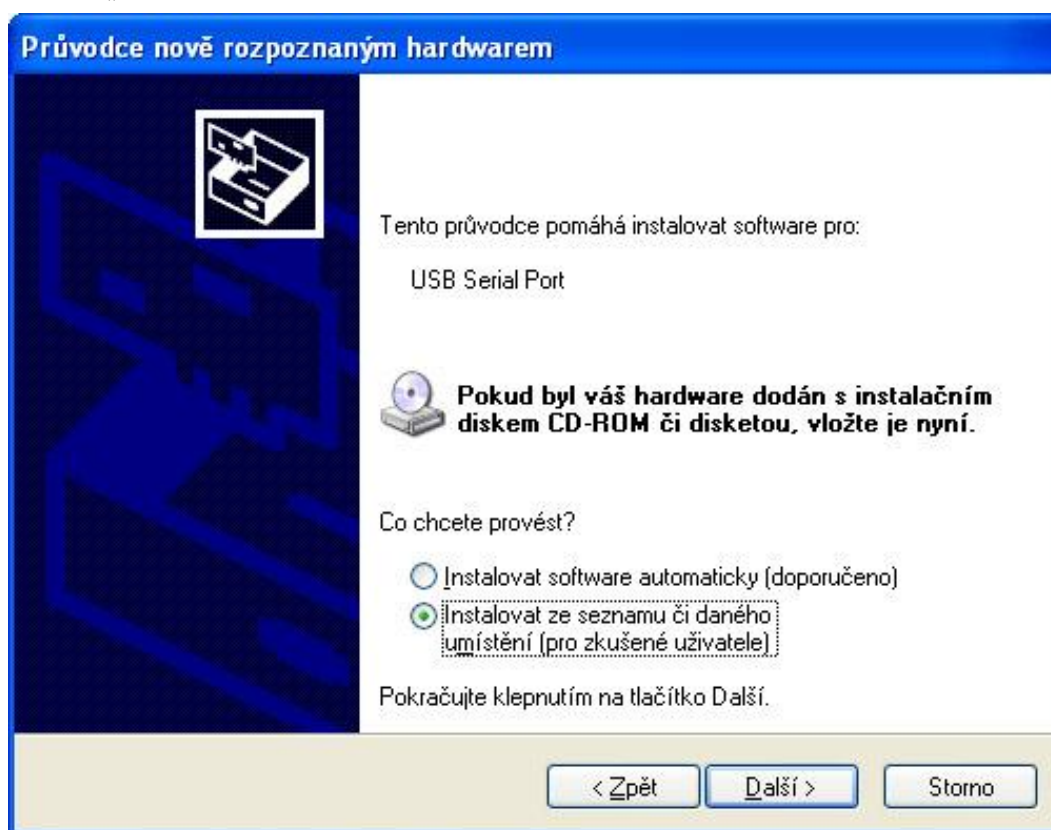 Průvodce nově rozpoznaným hardwarem
Tento průvodce pomáhá instalovat software pro:
USB Serial Port
Pokud byl váš hardware dodán s instalačním
diskem CD-ROM či disketou, vložte je nyní.
Co chcete provést?
Instalovat software automaticky (doporučeno)
Instalovat ze seznamu či daného
umístění (pro zkušené uživatele)
Pokračujte klepnutím na tlačítko Další.
< Zpět
Další >
Storno